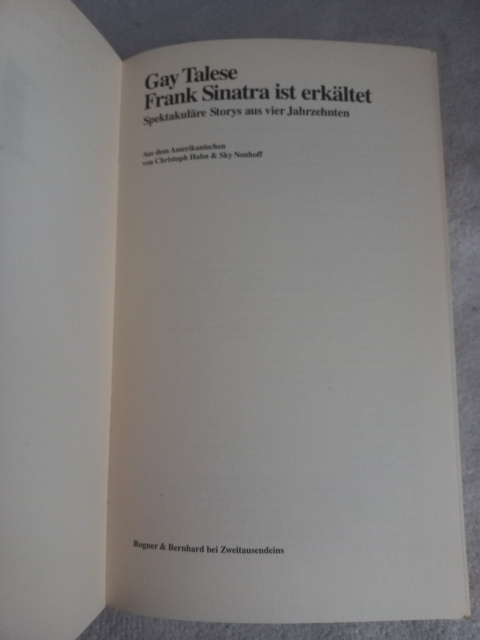 Gay Talese
Frank Sinatra ist erkältet
Spektakuläre Storys aus vier Jahrzehnten
Aus dem Amerikanischen
von Christoph Hahn & Sky Nonhoff
Rogner & Bernhard bei Zweitausendeins